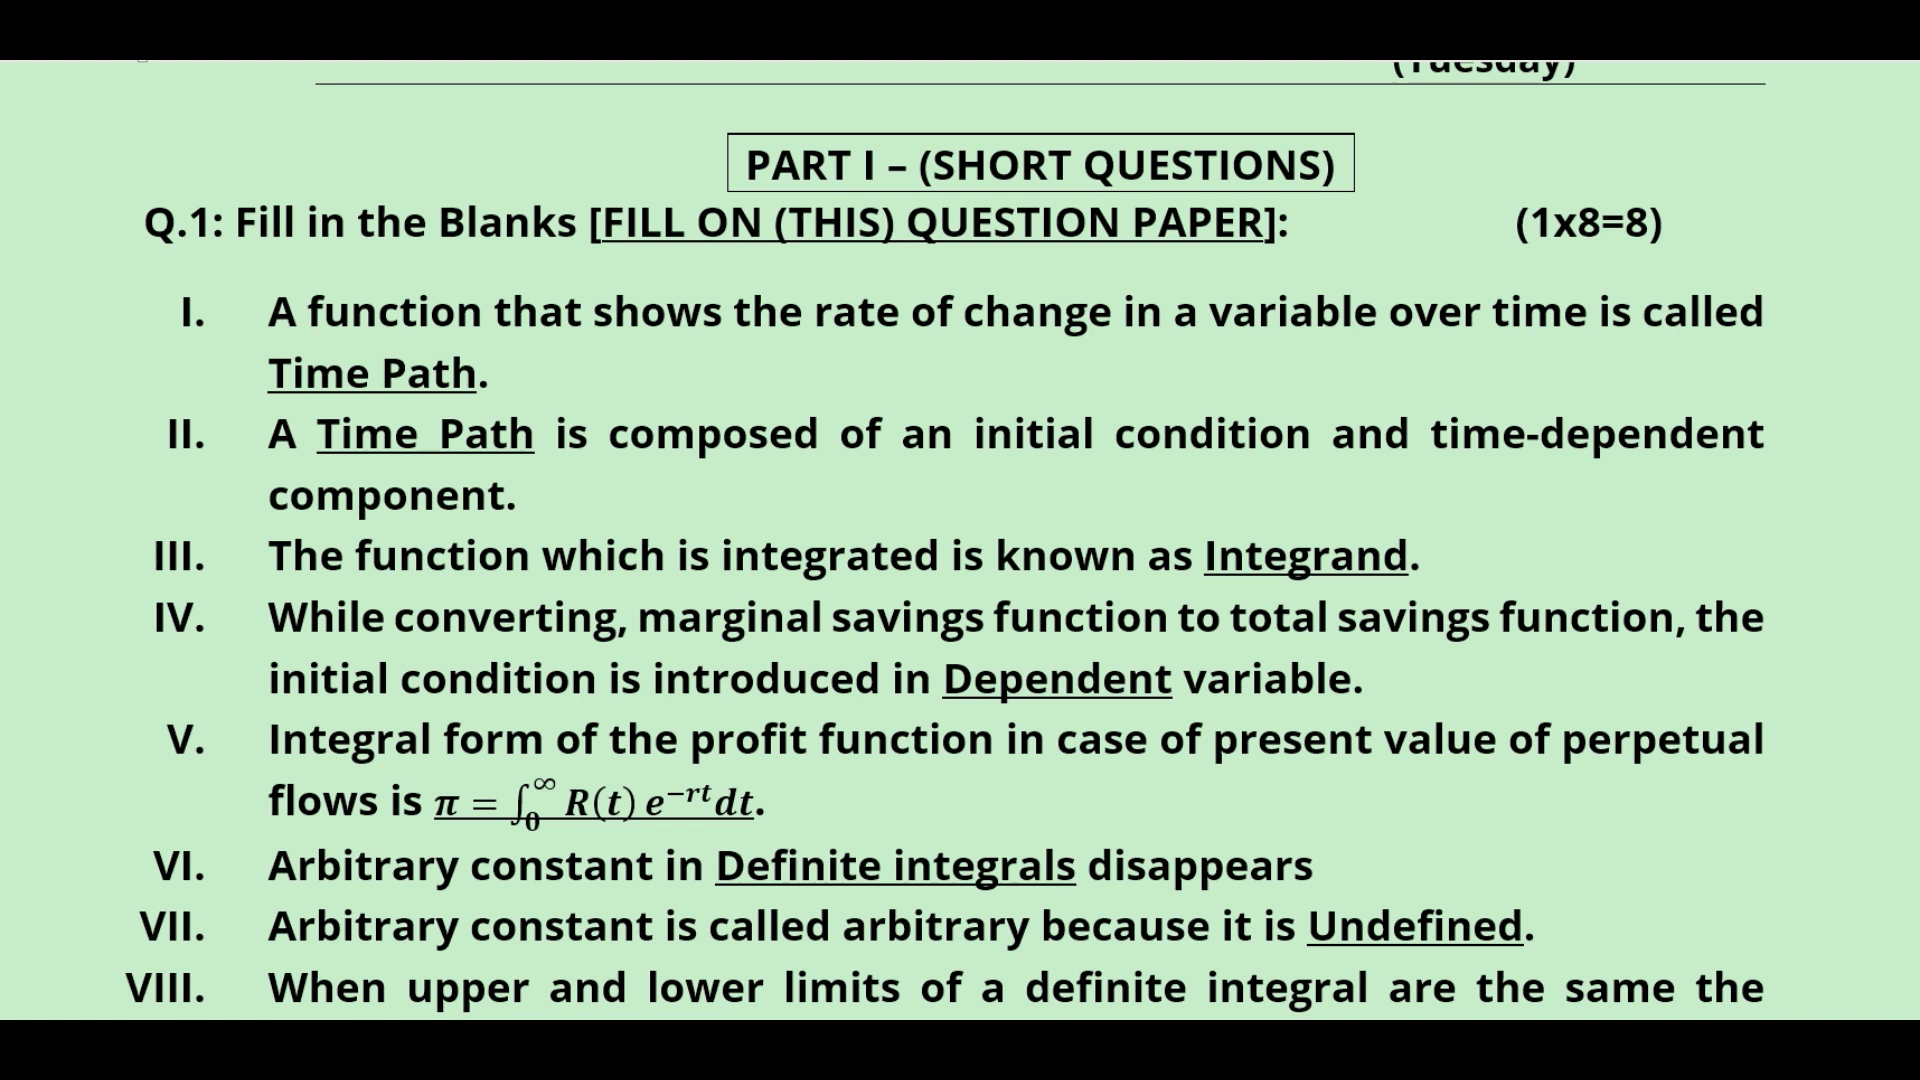 (Tuesday)
PART I – (SHORT QUESTIONS)
Q.1: Fill in the Blanks [FILL ON (THIS) QUESTION PAPER]: (1x8=8)
I. A function that shows the rate of change in a variable over time is called
Time Path.
II. A Time Path is composed of an initial condition and time-dependent
component.
III. The function which is integrated is known as Integrand.
IV. While converting, marginal savings function to total savings function, the
initial condition is introduced in Dependent variable.
V. Integral form of the profit function in case of present value of perpetual
flows is π = ∫₀^∞ R(t) e^{−rt} dt.
VI. Arbitrary constant in Definite integrals disappears
VII. Arbitrary constant is called arbitrary because it is Undefined.
VIII. When upper and lower limits of a definite integral are the same the